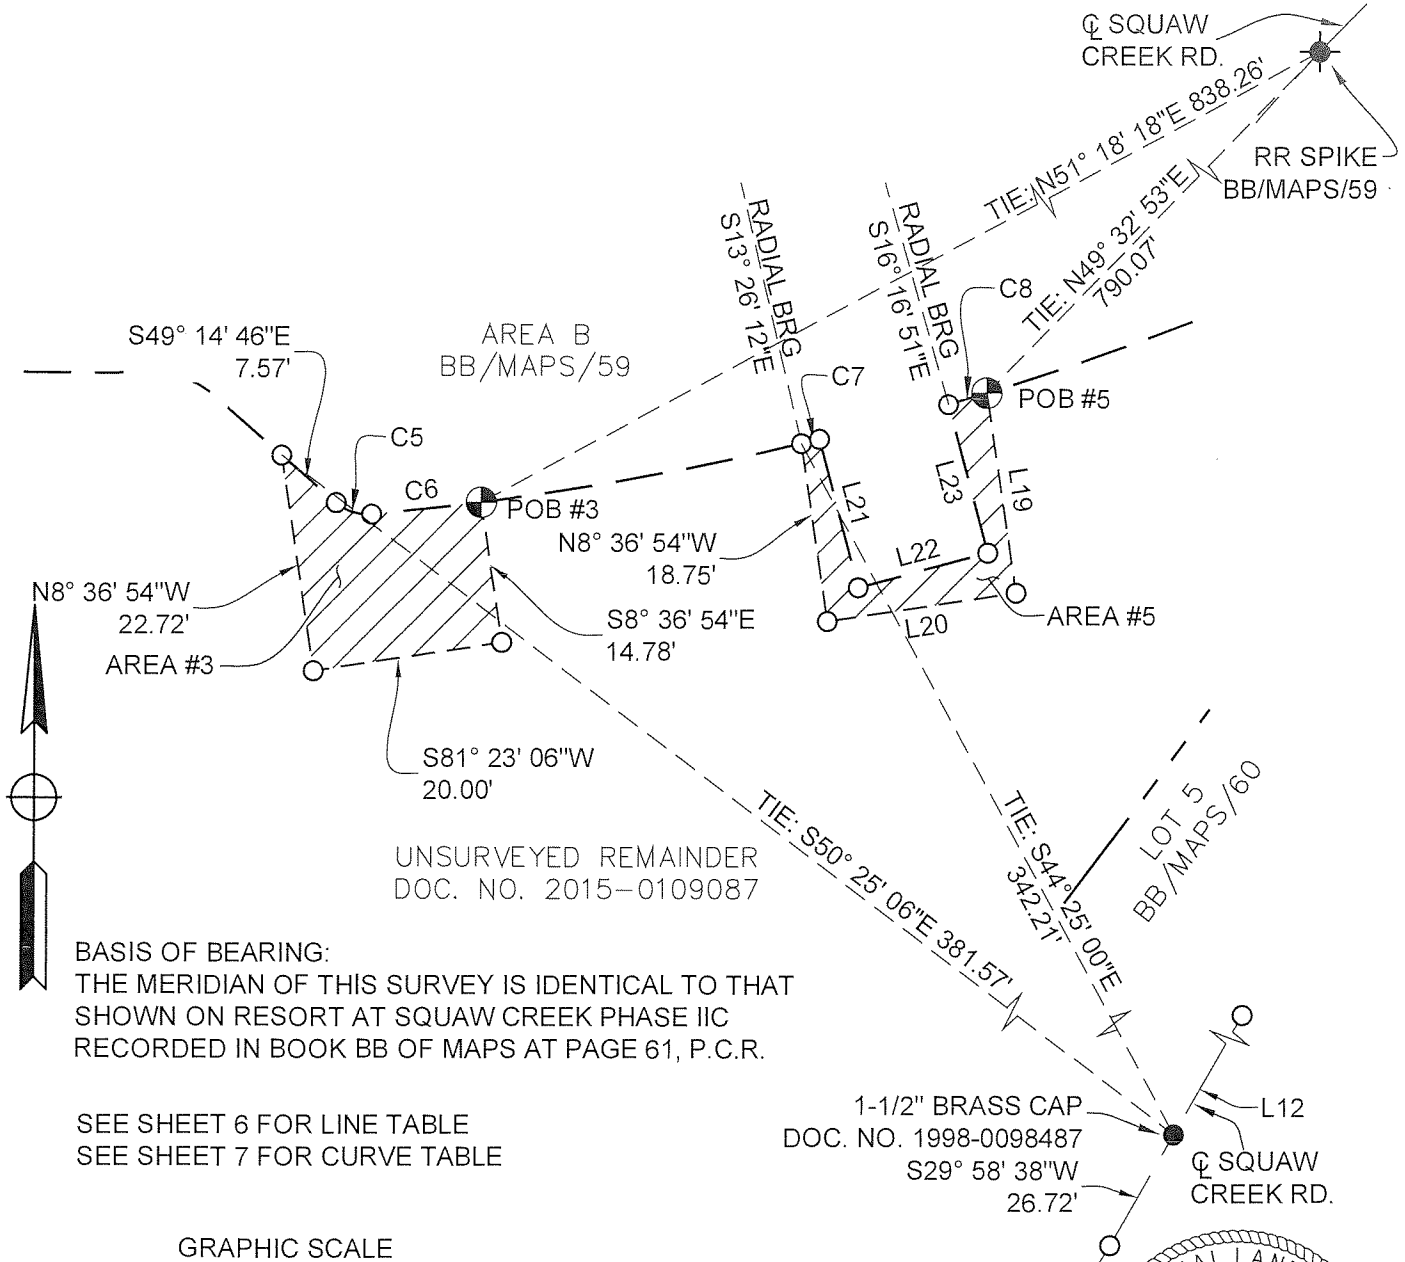 ℄ SQUAW
CREEK RD.
TIE: N51° 18' 18"E 838.26'
RR SPIKE
BB/MAPS/59
TIE: N49° 32' 53"E
790.07'
RADIAL BRG
S13° 26' 12"E
RADIAL BRG
S16° 16' 51"E
C8
S49° 14' 46"E
7.57'
AREA B
BB/MAPS/59
C7
POB #5
C5
C6
POB #3
L21
L23
L19
N8° 36' 54"W
18.75'
L22
N8° 36' 54"W
22.72'
S8° 36' 54"E
14.78'
L20
AREA #5
AREA #3
S81° 23' 06"W
20.00'
TIE: S50° 25' 06"E 381.57'
TIE: S44° 25' 00"E
342.21'
LOT 5
BB/MAPS/60
UNSURVEYED REMAINDER
DOC. NO. 2015-0109087
BASIS OF BEARING:
THE MERIDIAN OF THIS SURVEY IS IDENTICAL TO THAT
SHOWN ON RESORT AT SQUAW CREEK PHASE IIC
RECORDED IN BOOK BB OF MAPS AT PAGE 61, P.C.R.
SEE SHEET 6 FOR LINE TABLE
SEE SHEET 7 FOR CURVE TABLE
1-1/2" BRASS CAP
DOC. NO. 1998-0098487
L12
S29° 58' 38"W
26.72'
℄ SQUAW
CREEK RD.
GRAPHIC SCALE